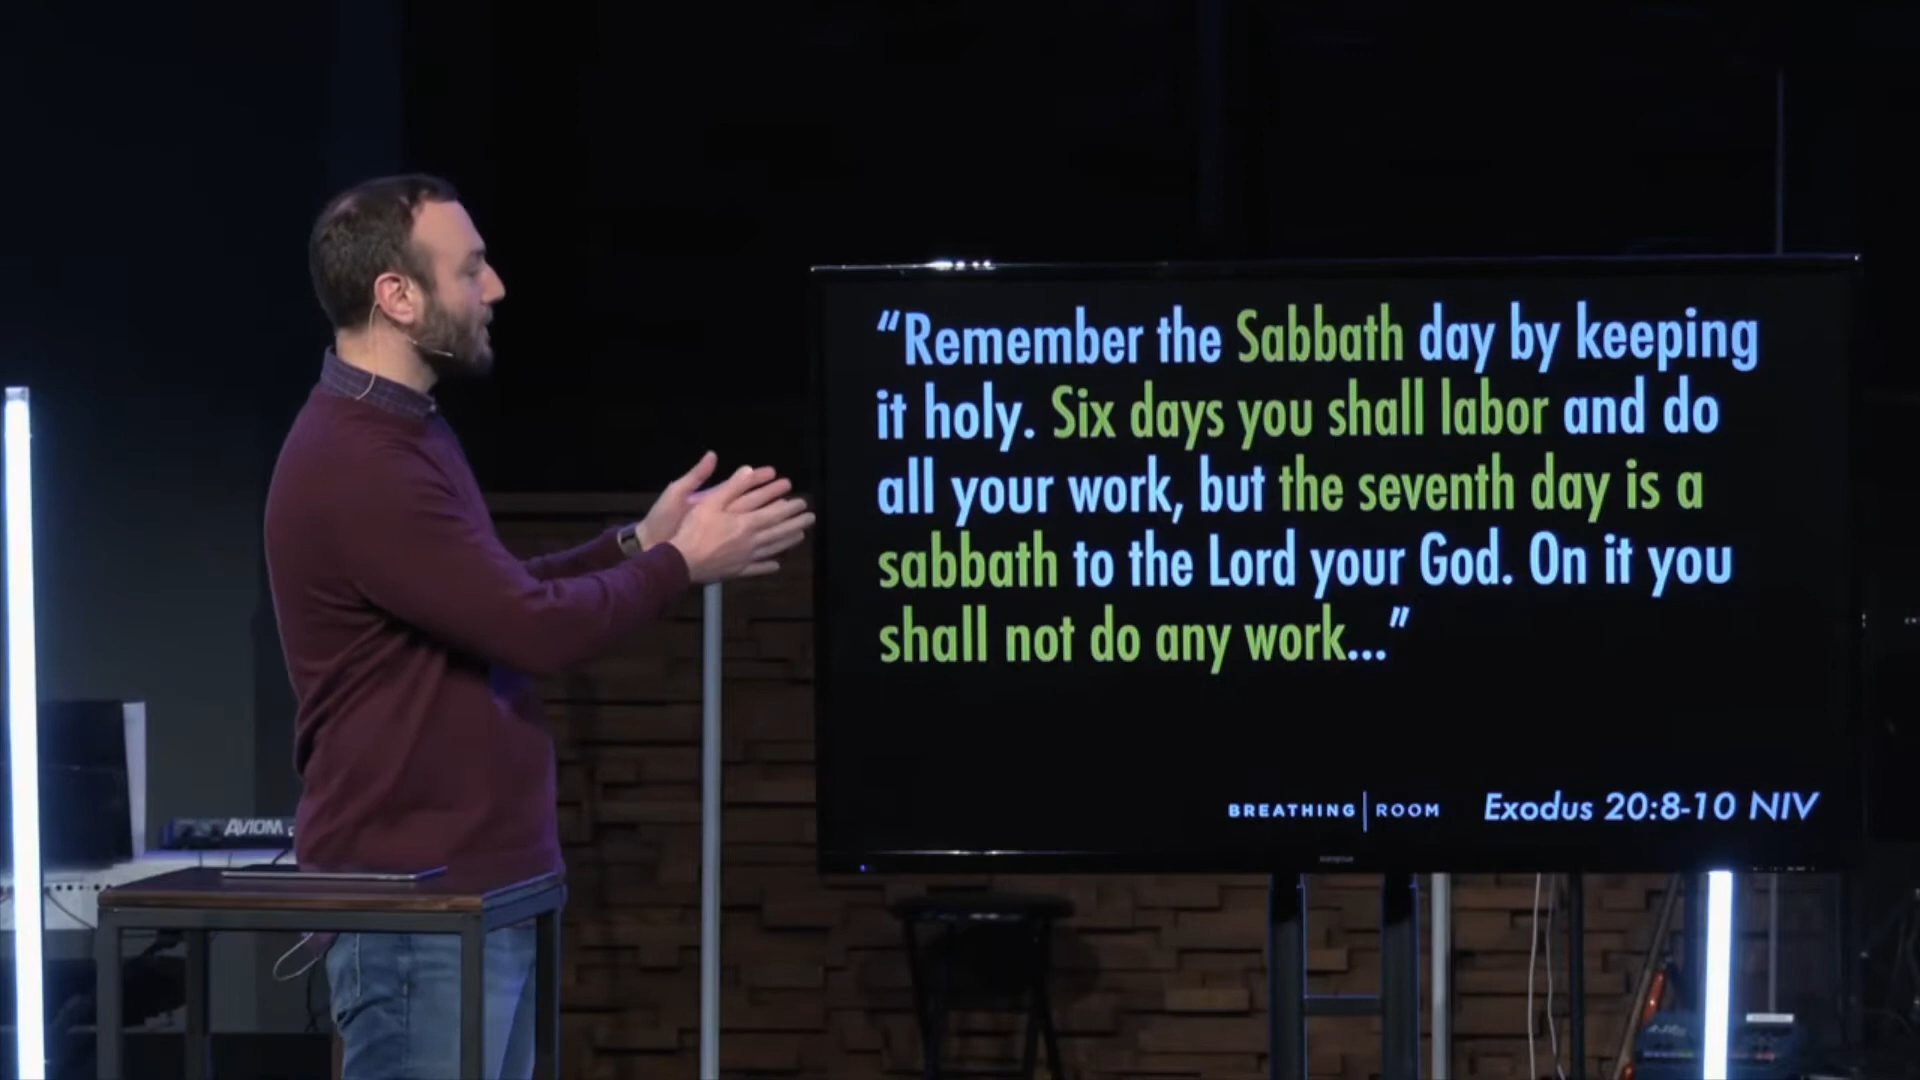 “Remember the Sabbath day by keeping
it holy. Six days you shall labor and do
all your work, but the seventh day is a
sabbath to the Lord your God. On it you
shall not do any work...”
BREATHING | ROOM
Exodus 20:8-10 NIV
AVIOM